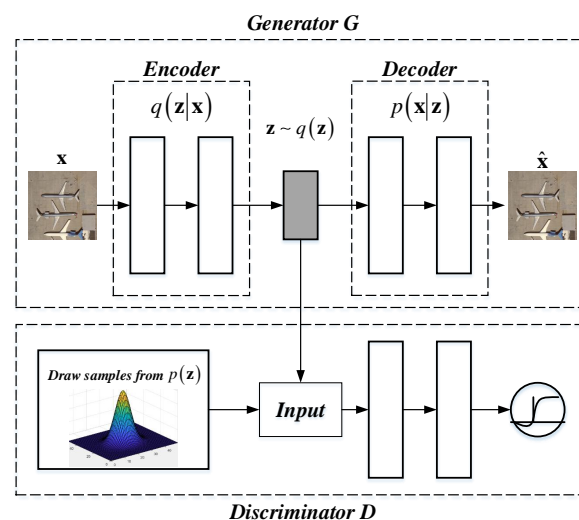 Generator G
Encoder
Decoder
q(z|x)
z ~ q(z)
p(x|z)
x
x̂
Draw samples from p(z)
Input
Discriminator D